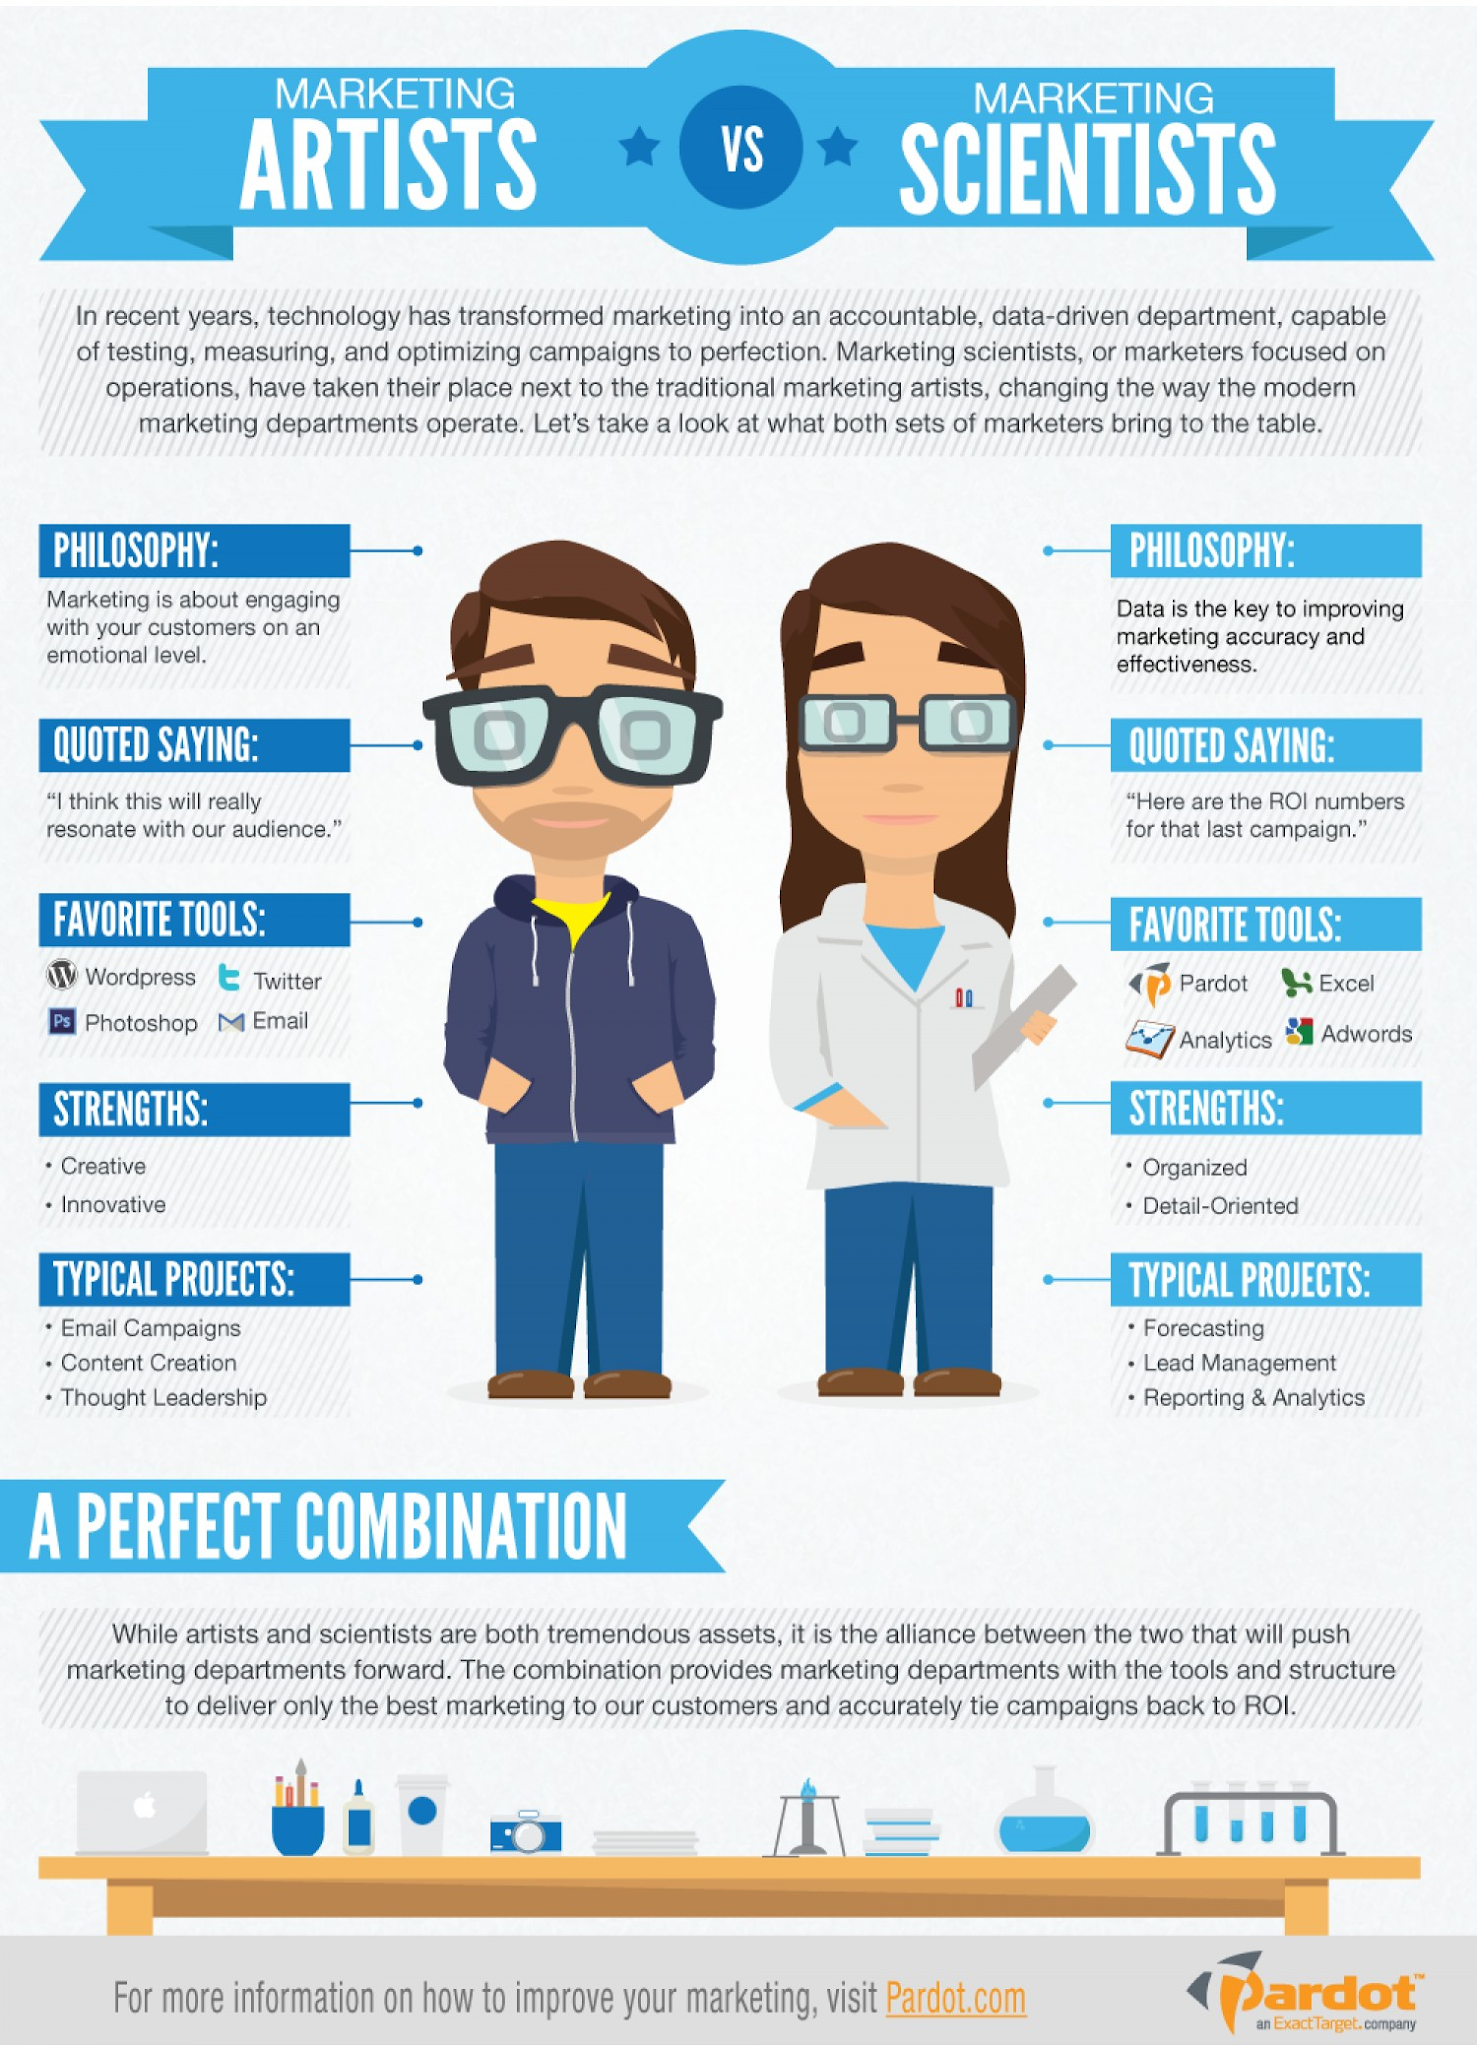 MARKETING
ARTISTS
VS
MARKETING
SCIENTISTS
In recent years, technology has transformed marketing into an accountable, data-driven department, capable
of testing, measuring, and optimizing campaigns to perfection. Marketing scientists, or marketers focused on
operations, have taken their place next to the traditional marketing artists, changing the way the modern
marketing departments operate. Let's take a look at what both sets of marketers bring to the table.
PHILOSOPHY:
Marketing is about engaging
with your customers on an
emotional level.
QUOTED SAYING:
“I think this will really
resonate with our audience.”
FAVORITE TOOLS:
Wordpress
Twitter
Ps
Photoshop
Email
STRENGTHS:
• Creative
• Innovative
TYPICAL PROJECTS:
• Email Campaigns
• Content Creation
• Thought Leadership
PHILOSOPHY:
Data is the key to improving
marketing accuracy and
effectiveness.
QUOTED SAYING:
“Here are the ROI numbers
for that last campaign.”
FAVORITE TOOLS:
Pardot
Excel
Analytics
Adwords
STRENGTHS:
• Organized
• Detail-Oriented
TYPICAL PROJECTS:
• Forecasting
• Lead Management
• Reporting & Analytics
A PERFECT COMBINATION
While artists and scientists are both tremendous assets, it is the alliance between the two that will push
marketing departments forward. The combination provides marketing departments with the tools and structure
to deliver only the best marketing to our customers and accurately tie campaigns back to ROI.
For more information on how to improve your marketing, visit Pardot.com
Pardot™
an ExactTarget. company